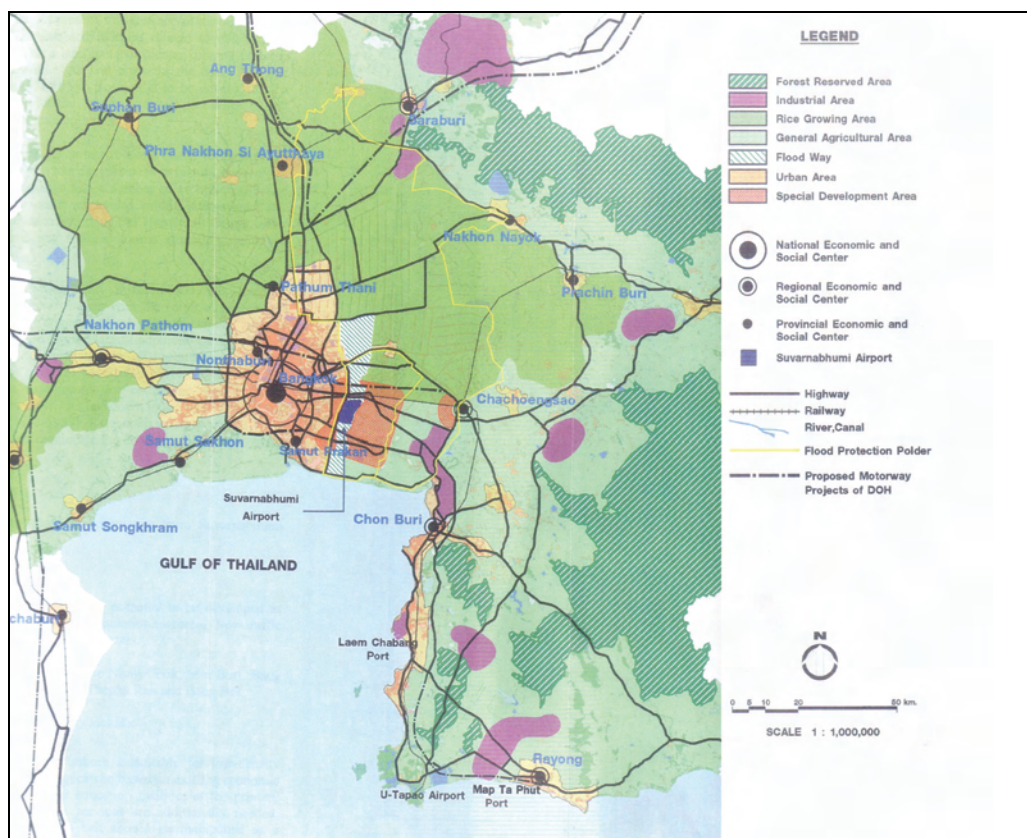 LEGEND
Forest Reserved Area
Industrial Area
Rice Growing Area
General Agricultural Area
Flood Way
Urban Area
Special Development Area
National Economic and
Social Center
Regional Economic and
Social Center
Provincial Economic and
Social Center
Suvarnabhumi Airport
Highway
Railway
River,Canal
Flood Protection Polder
Proposed Motorway
Projects of DOH
N
0 5 10 20 50 km.
SCALE 1 : 1,000,000
Ang Thong
Suphan Buri
Saraburi
Phra Nakhon Si Ayutthaya
Nakhon Nayok
Pathum Thani
Prachin Buri
Nakhon Pathom
Nonthaburi
Bangkok
Chachoengsao
Samut Sakhon
Samut Prakan
Suvarnabhumi
Airport
Chon Buri
Samut Songkhram
GULF OF THAILAND
chaburi
Laem Chabang
Port
Rayong
U-Tapao Airport
Map Ta Phut
Port